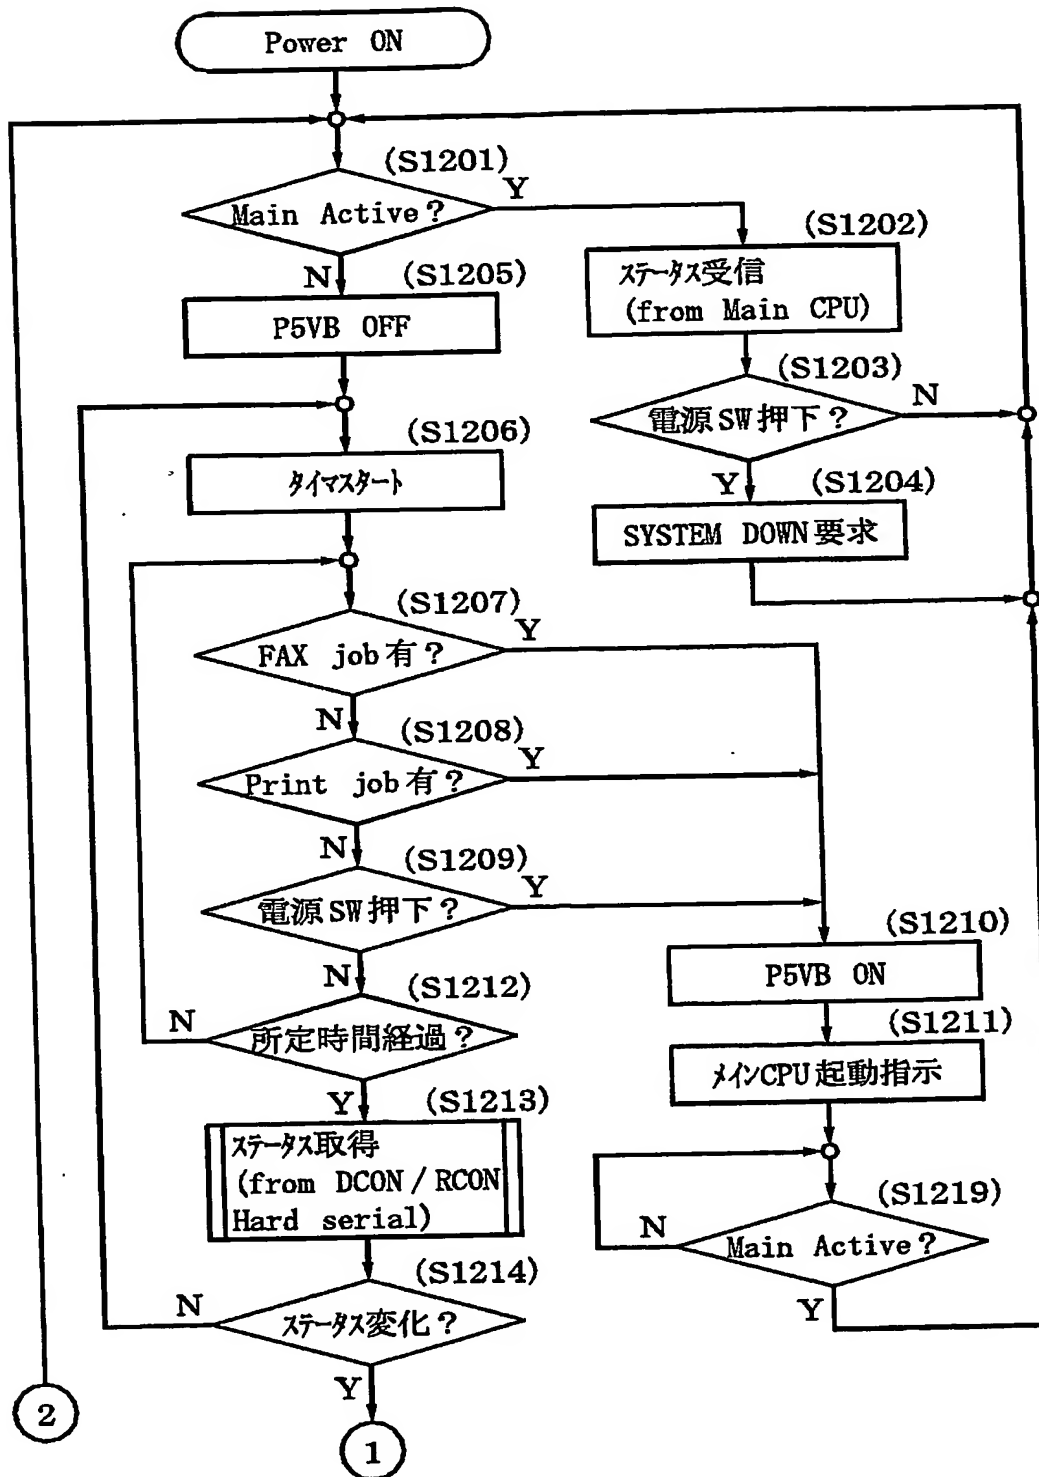 Power ON
(S1201)
Main Active?
Y
(S1202)
ステータス受信
(from Main CPU)
N
(S1205)
P5VB OFF
(S1203)
電源SW押下?
N
Y
(S1204)
SYSTEM DOWN要求
(S1206)
タイマスタート
(S1207)
FAX job有?
Y
N
(S1208)
Print job有?
Y
N
(S1209)
電源SW押下?
Y
N
(S1210)
P5VB ON
(S1211)
メインCPU起動指示
(S1212)
所定時間経過?
N
Y
(S1213)
ステータス取得
(from DCON/RCON
Hard serial)
(S1219)
Main Active?
N
Y
(S1214)
ステータス変化?
N
Y
2
1